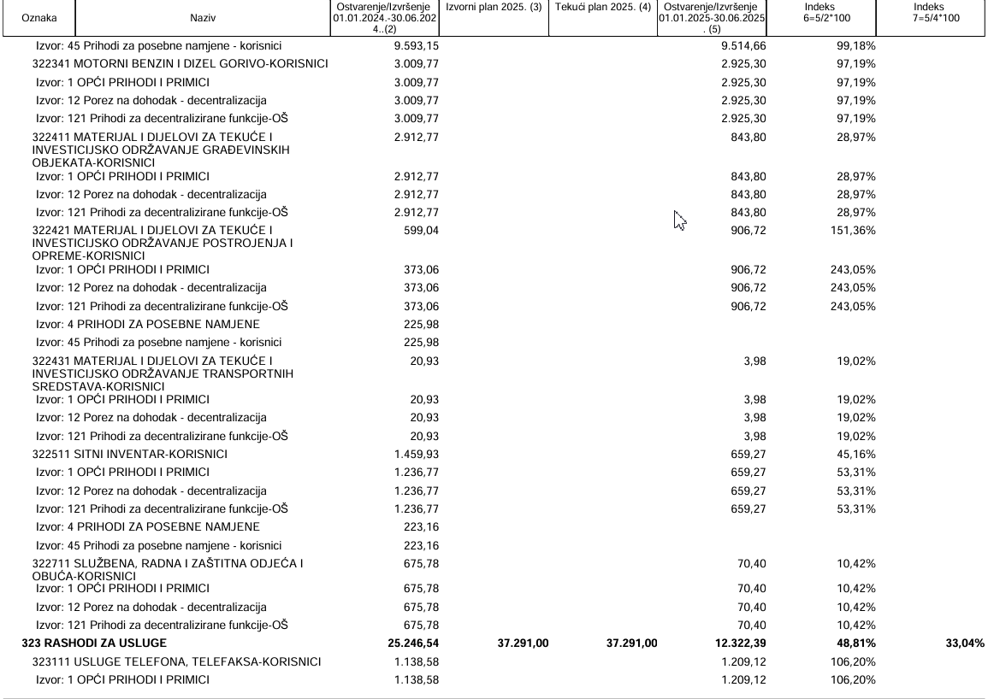 Oznaka Naziv Ostvarenje/Izvršenje 01.01.2024.-30.06.202 4..(2) Izvorni plan 2025. (3) Tekući plan 2025. (4) Ostvarenje/Izvršenje 01.01.2025-30.06.2025 . (5) Indeks 6=5/2*100 Indeks 7=5/4*100
Izvor: 45 Prihodi za posebne namjene - korisnici 9.593,15 9.514,66 99,18%
322341 MOTORNI BENZIN I DIZEL GORIVO-KORISNICI 3.009,77 2.925,30 97,19%
Izvor: 1 OPĆI PRIHODI I PRIMICI 3.009,77 2.925,30 97,19%
Izvor: 12 Porez na dohodak - decentralizacija 3.009,77 2.925,30 97,19%
Izvor: 121 Prihodi za decentralizirane funkcije-OŠ 3.009,77 2.925,30 97,19%
322411 MATERIJAL I DIJELOVI ZA TEKUĆE I 2.912,77 843,80 28,97%
INVESTICIJSKO ODRŽAVANJE GRAĐEVINSKIH
OBJEKATA-KORISNICI
Izvor: 1 OPĆI PRIHODI I PRIMICI 2.912,77 843,80 28,97%
Izvor: 12 Porez na dohodak - decentralizacija 2.912,77 843,80 28,97%
Izvor: 121 Prihodi za decentralizirane funkcije-OŠ 2.912,77 843,80 28,97%
322421 MATERIJAL I DIJELOVI ZA TEKUĆE I 599,04 906,72 151,36%
INVESTICIJSKO ODRŽAVANJE POSTROJENJA I
OPREME-KORISNICI
Izvor: 1 OPĆI PRIHODI I PRIMICI 373,06 906,72 243,05%
Izvor: 12 Porez na dohodak - decentralizacija 373,06 906,72 243,05%
Izvor: 121 Prihodi za decentralizirane funkcije-OŠ 373,06 906,72 243,05%
Izvor: 4 PRIHODI ZA POSEBNE NAMJENE 225,98
Izvor: 45 Prihodi za posebne namjene - korisnici 225,98
322431 MATERIJAL I DIJELOVI ZA TEKUĆE I 20,93 3,98 19,02%
INVESTICIJSKO ODRŽAVANJE TRANSPORTNIH
SREDSTAVA-KORISNICI
Izvor: 1 OPĆI PRIHODI I PRIMICI 20,93 3,98 19,02%
Izvor: 12 Porez na dohodak - decentralizacija 20,93 3,98 19,02%
Izvor: 121 Prihodi za decentralizirane funkcije-OŠ 20,93 3,98 19,02%
322511 SITNI INVENTAR-KORISNICI 1.459,93 659,27 45,16%
Izvor: 1 OPĆI PRIHODI I PRIMICI 1.236,77 659,27 53,31%
Izvor: 12 Porez na dohodak - decentralizacija 1.236,77 659,27 53,31%
Izvor: 121 Prihodi za decentralizirane funkcije-OŠ 1.236,77 659,27 53,31%
Izvor: 4 PRIHODI ZA POSEBNE NAMJENE 223,16
Izvor: 45 Prihodi za posebne namjene - korisnici 223,16
322711 SLUŽBENA, RADNA I ZAŠTITNA ODJEĆA I 675,78 70,40 10,42%
OBUĆA-KORISNICI
Izvor: 1 OPĆI PRIHODI I PRIMICI 675,78 70,40 10,42%
Izvor: 12 Porez na dohodak - decentralizacija 675,78 70,40 10,42%
Izvor: 121 Prihodi za decentralizirane funkcije-OŠ 675,78 70,40 10,42%
323 RASHODI ZA USLUGE 25.246,54 37.291,00 37.291,00 12.322,39 48,81% 33,04%
323111 USLUGE TELEFONA, TELEFAKSA-KORISNICI 1.138,58 1.209,12 106,20%
Izvor: 1 OPĆI PRIHODI I PRIMICI 1.138,58 1.209,12 106,20%